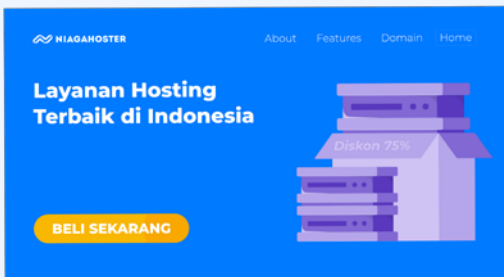 NIAGAHOSTER
About Features Domain Home
Layanan Hosting
Terbaik di Indonesia
Diskon 75%
BELI SEKARANG